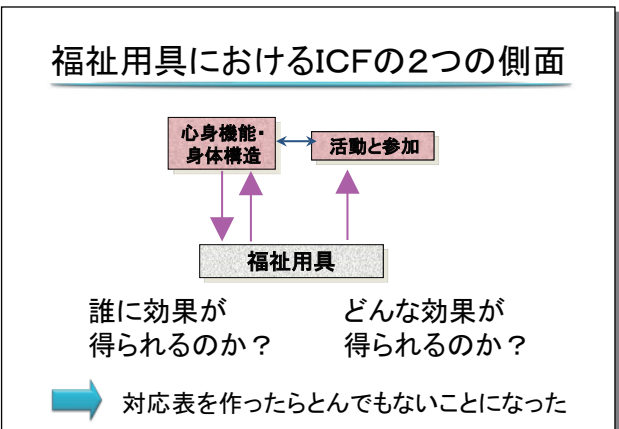 福祉用具におけるICFの２つの側面
心身機能・
身体構造
活動と参加
福祉用具
誰に効果が
得られるのか？
どんな効果が
得られるのか？
対応表を作ったらとんでもないことになった